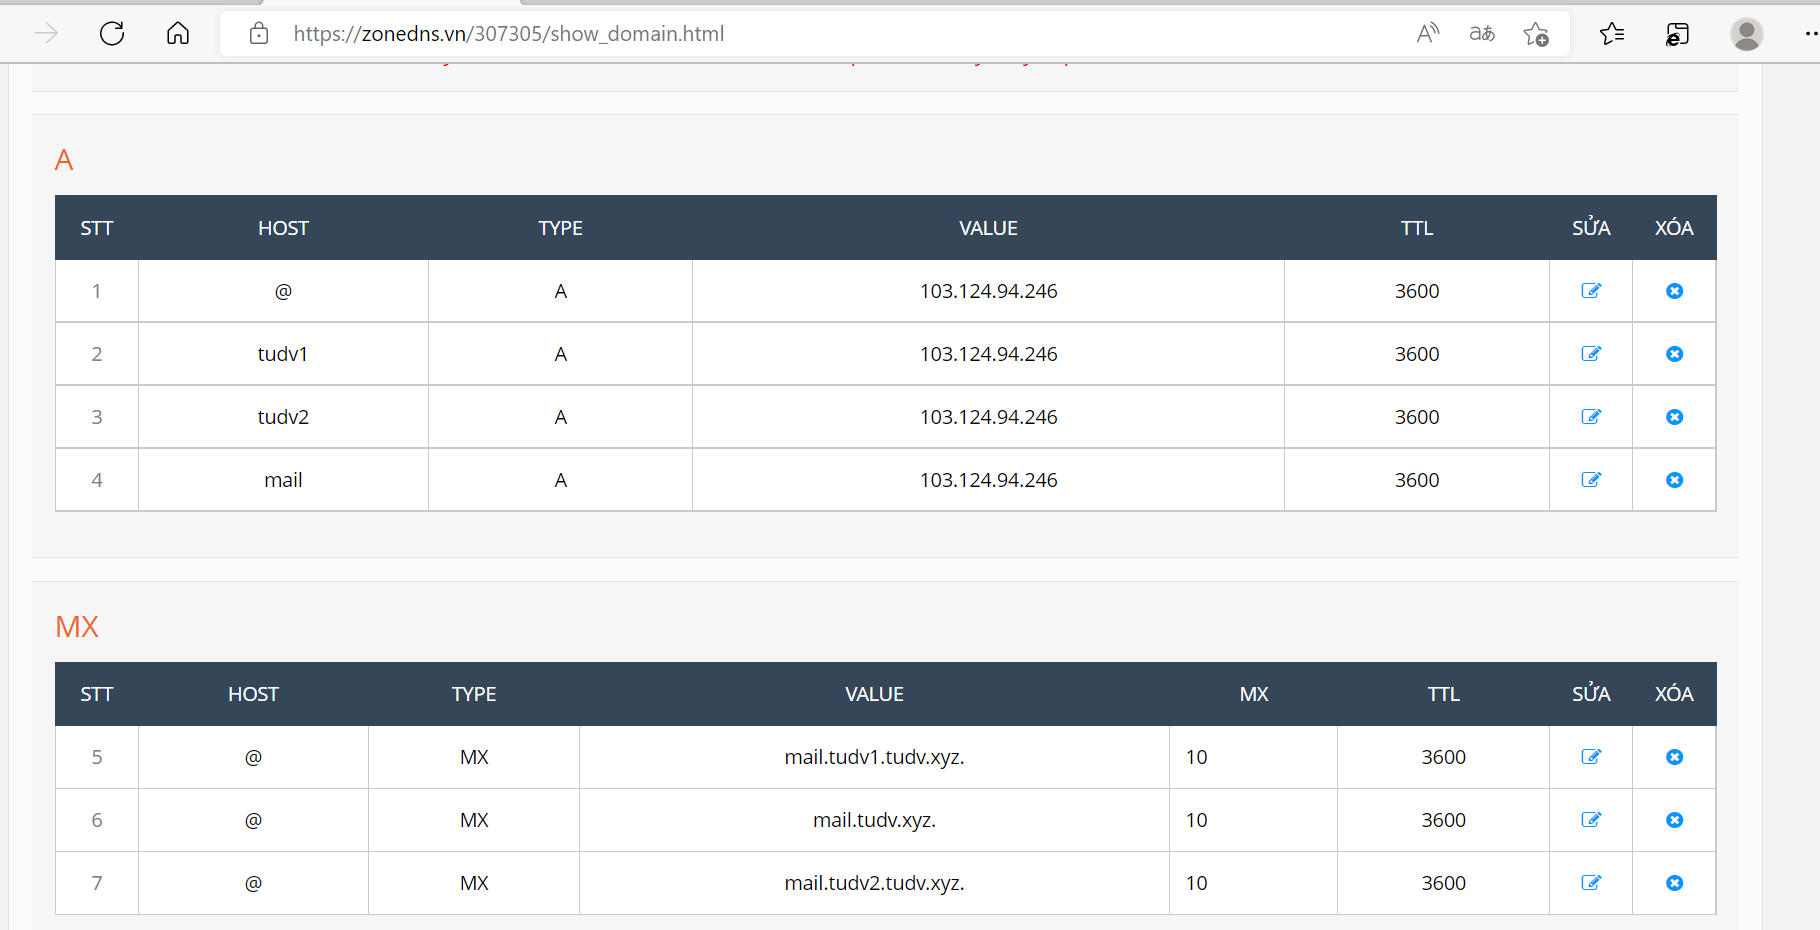 https://zonedns.vn/307305/show_domain.html
A
STT HOST TYPE VALUE TTL SỬA XÓA
1 @ A 103.124.94.246 3600
2 tudv1 A 103.124.94.246 3600
3 tudv2 A 103.124.94.246 3600
4 mail A 103.124.94.246 3600
MX
STT HOST TYPE VALUE MX TTL SỬA XÓA
5 @ MX mail.tudv1.tudv.xyz. 10 3600
6 @ MX mail.tudv.xyz. 10 3600
7 @ MX mail.tudv2.tudv.xyz. 10 3600